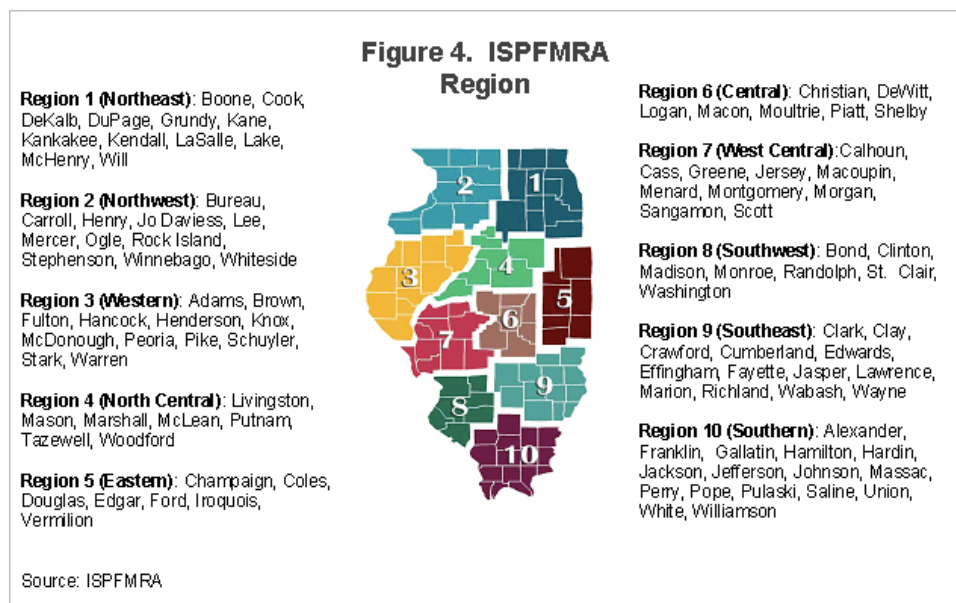 Figure 4. ISPFMRA
Region
Region 1 (Northeast): Boone, Cook,
DeKalb, DuPage, Grundy, Kane,
Kankakee, Kendall, LaSalle, Lake,
McHenry, Will
Region 2 (Northwest): Bureau,
Carroll, Henry, Jo Daviess, Lee,
Mercer, Ogle, Rock Island,
Stephenson, Winnebago, Whiteside
Region 3 (Western): Adams, Brown,
Fulton, Hancock, Henderson, Knox,
McDonough, Peoria, Pike, Schuyler,
Stark, Warren
Region 4 (North Central): Livingston,
Mason, Marshall, McLean, Putnam,
Tazewell, Woodford
Region 5 (Eastern): Champaign, Coles,
Douglas, Edgar, Ford, Iroquois,
Vermilion
Source: ISPFMRA
1
2
3
4
5
6
7
8
9
10
Region 6 (Central): Christian, DeWitt,
Logan, Macon, Moultrie, Piatt, Shelby
Region 7 (West Central):Calhoun,
Cass, Greene, Jersey, Macoupin,
Menard, Montgomery, Morgan,
Sangamon, Scott
Region 8 (Southwest): Bond, Clinton,
Madison, Monroe, Randolph, St. Clair,
Washington
Region 9 (Southeast): Clark, Clay,
Crawford, Cumberland, Edwards,
Effingham, Fayette, Jasper, Lawrence,
Marion, Richland, Wabash, Wayne
Region 10 (Southern): Alexander,
Franklin, Gallatin, Hamilton, Hardin,
Jackson, Jefferson, Johnson, Massac,
Perry, Pope, Pulaski, Saline, Union,
White, Williamson